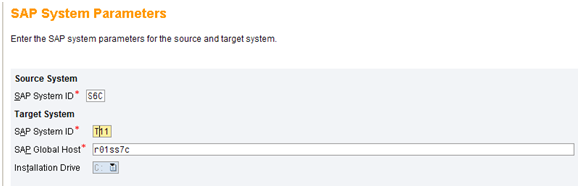 SAP System Parameters
Enter the SAP system parameters for the source and target system.
Source System
SAP System ID* S6C
Target System
SAP System ID* T11
SAP Global Host* r01ss7c
Installation Drive C: